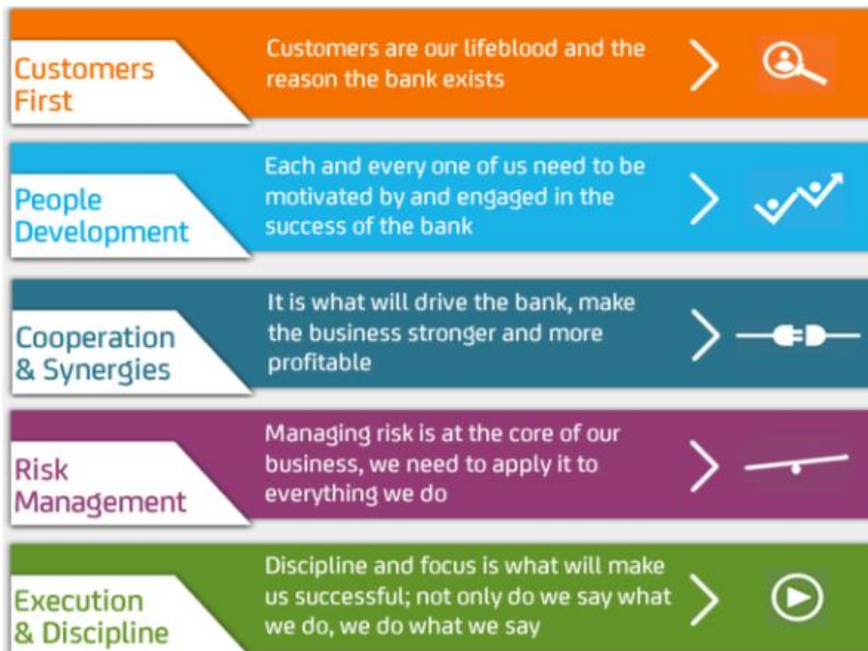 Customers
First
Customers are our lifeblood and the
reason the bank exists
People
Development
Each and every one of us need to be
motivated by and engaged in the
success of the bank
Cooperation
& Synergies
It is what will drive the bank, make
the business stronger and more
profitable
Risk
Management
Managing risk is at the core of our
business, we need to apply it to
everything we do
Execution
& Discipline
Discipline and focus is what will make
us successful; not only do we say what
we do, we do what we say